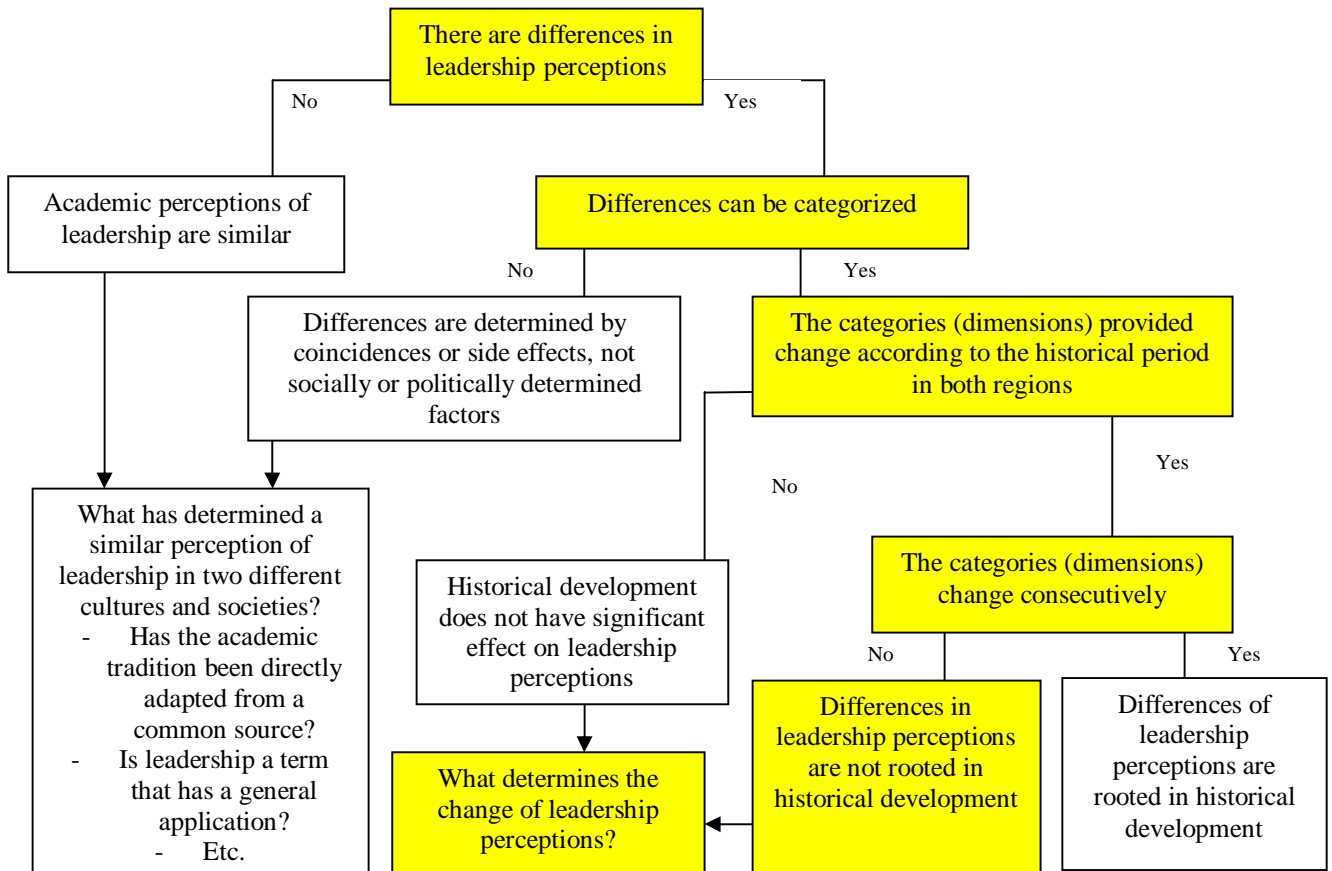 There are differences in
leadership perceptions
No
Yes
Academic perceptions of
leadership are similar
Differences can be categorized
No
Yes
Differences are determined by
coincidences or side effects, not
socially or politically determined
factors
The categories (dimensions) provided
change according to the historical period
in both regions
Yes
No
What has determined a
similar perception of
leadership in two different
cultures and societies?
- Has the academic
tradition been directly
adapted from a
common source?
- Is leadership a term
that has a general
application?
- Etc.
Historical development
does not have significant
effect on leadership
perceptions
The categories (dimensions)
change consecutively
No
Yes
What determines the
change of leadership
perceptions?
Differences in
leadership perceptions
are not rooted in
historical development
Differences of
leadership
perceptions are
rooted in historical
development